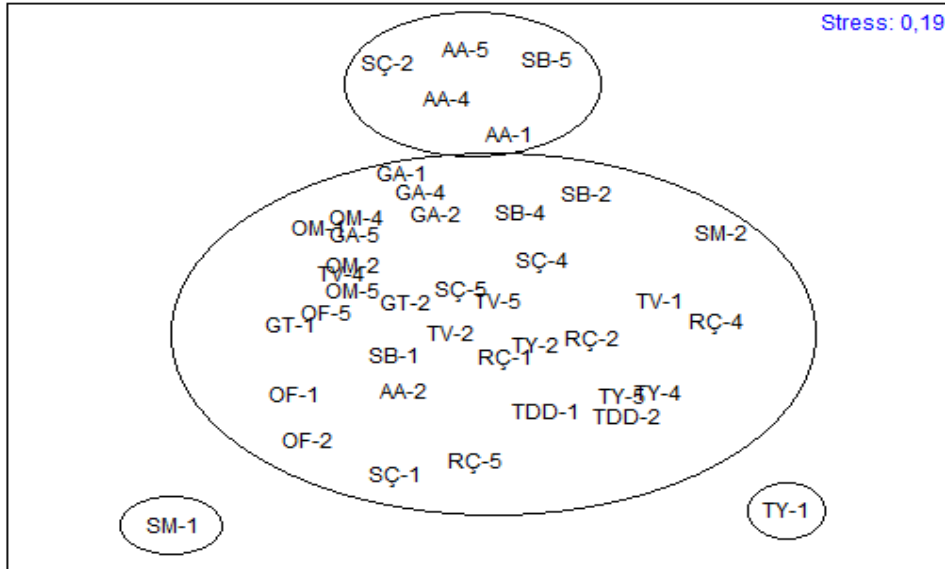 Stress: 0,19
AA-5
SB-5
SÇ-2
AA-4
AA-1
GA-1
GA-4
SB-2
GA-2
SB-4
OM-4
OM-1
GA-5
SM-2
SÇ-4
OM-2
TV-4
OM-5
SÇ-5
GT-2
TV-5
TV-1
OF-5
GT-1
RÇ-4
TV-2
RÇ-2
TY-2
SB-1
RÇ-1
OF-1
AA-2
TY-5
TY-4
TDD-1
TDD-2
OF-2
RÇ-5
SÇ-1
SM-1
TY-1